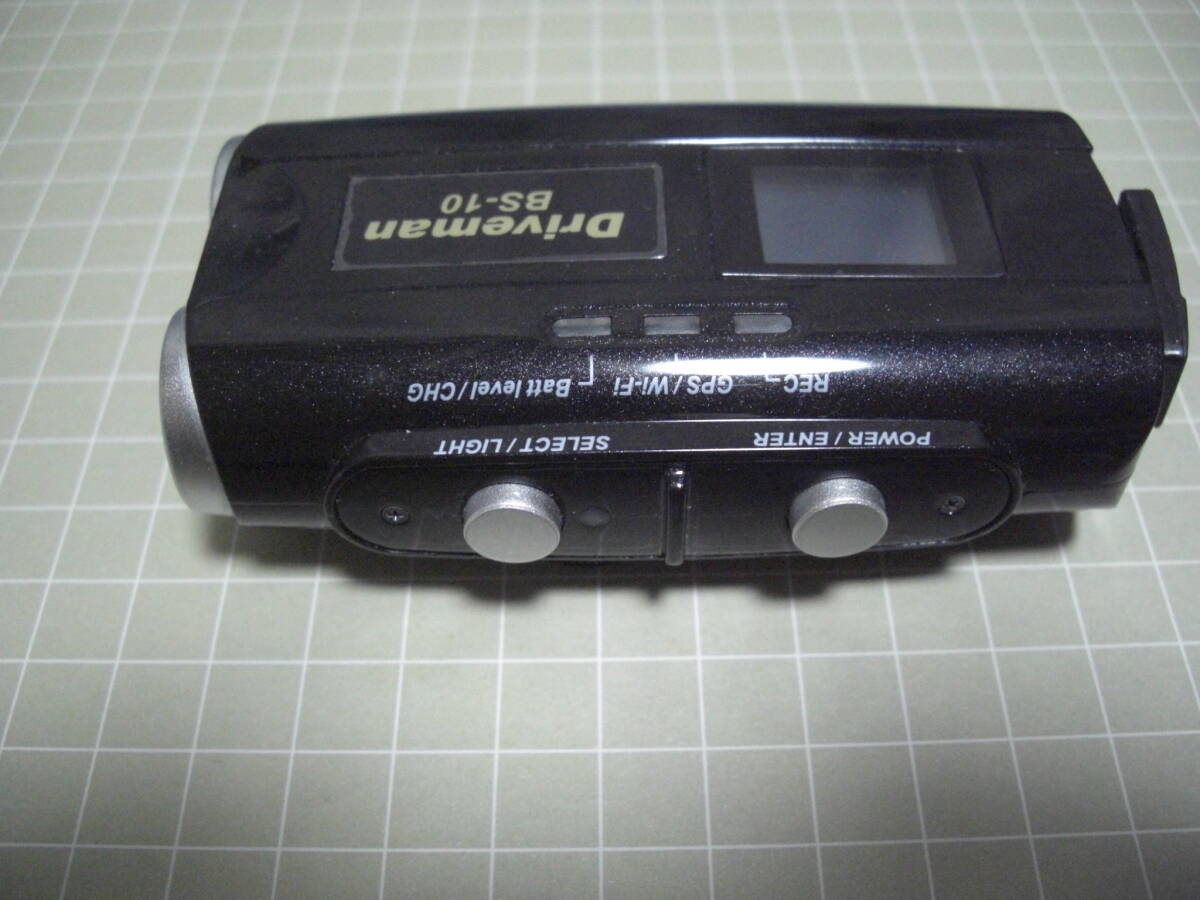 POWER / ENTER
SELECT / LIGHT
REC
GPS / Wi-Fi
Batt level / CHG
Driveman
BS-10